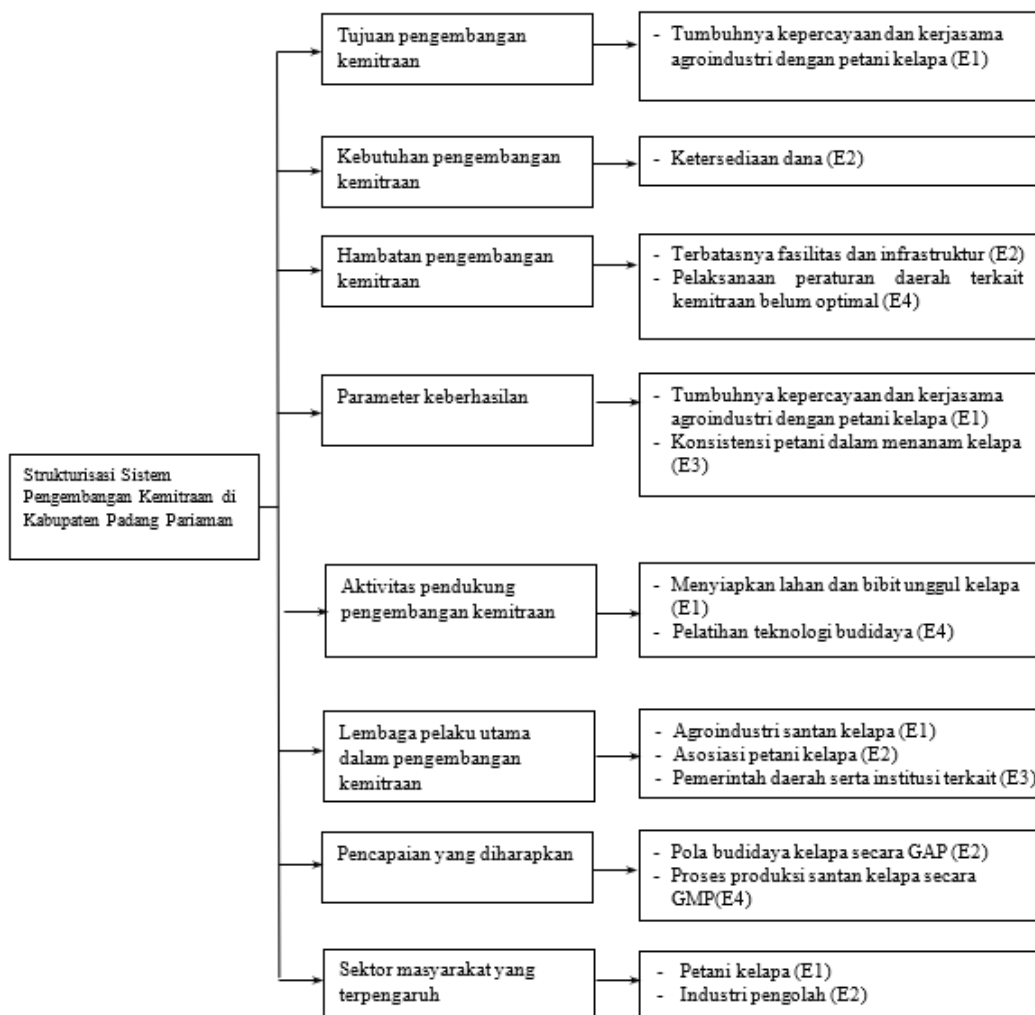 Tujuan pengembangan
kemitraan
- Tumbuhnya kepercayaan dan kerjasama
agroindustri dengan petani kelapa (E1)
Kebutuhan pengembangan
kemitraan
- Ketersediaan dana (E2)
Hambatan pengembangan
kemitraan
- Terbatasnya fasilitas dan infrastruktur (E2)
- Pelaksanaan peraturan daerah terkait
kemitraan belum optimal (E4)
Parameter keberhasilan
- Tumbuhnya kepercayaan dan kerjasama
agroindustri dengan petani kelapa (E1)
- Konsistensi petani dalam menanam kelapa
(E3)
Strukturisasi Sistem
Pengembangan Kemitraan di
Kabupaten Padang Pariaman
Aktivitas pendukung
pengembangan kemitraan
- Menyiapkan lahan dan bibit unggul kelapa
(E1)
- Pelatihan teknologi budidaya (E4)
Lembaga pelaku utama
dalam pengembangan
kemitraan
- Agroindustri santan kelapa (E1)
- Asosiasi petani kelapa (E2)
- Pemerintah daerah serta institusi terkait (E3)
Pencapaian yang diharapkan
- Pola budidaya kelapa secara GAP (E2)
- Proses produksi santan kelapa secara
GMP(E4)
Sektor masyarakat yang
terpengaruh
- Petani kelapa (E1)
- Industri pengolah (E2)